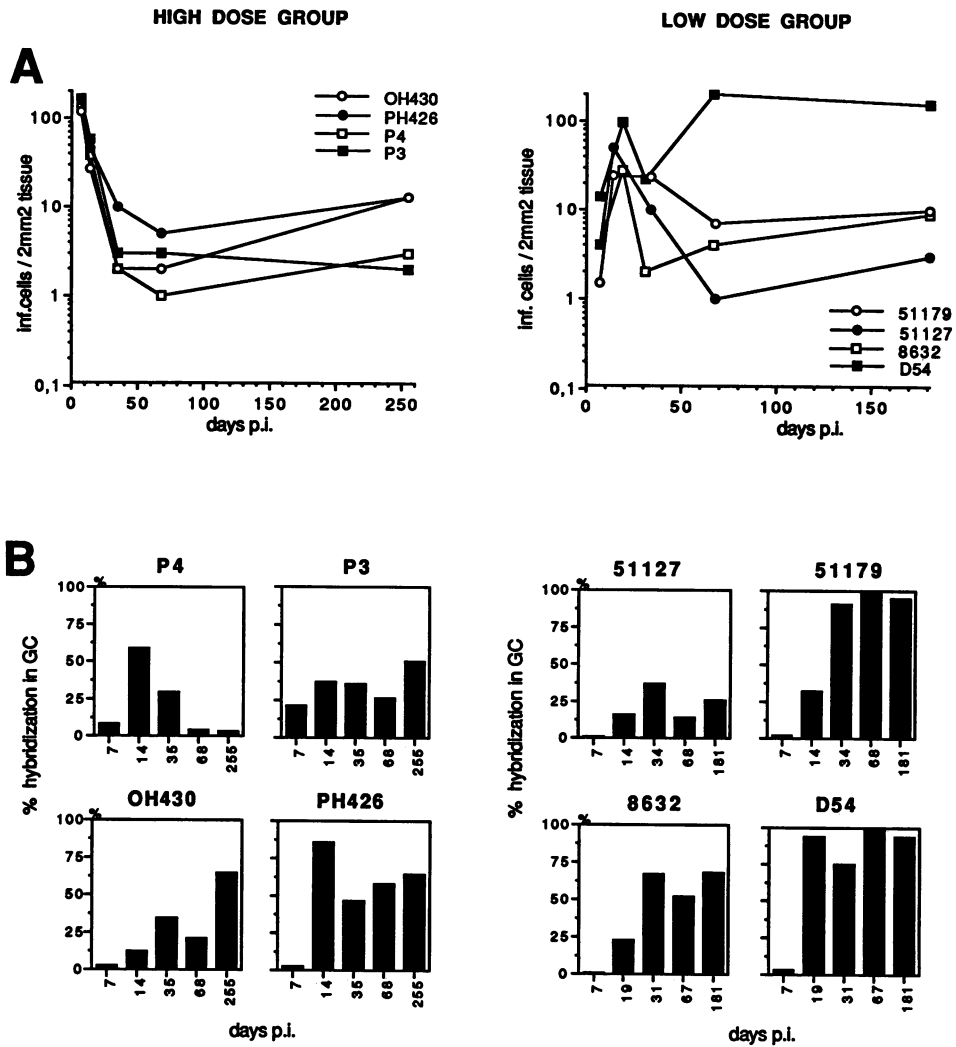 HIGH DOSE GROUP
LOW DOSE GROUP
A
inf.cells / 2mm2 tissue
100
10
1
0,1
0 50 100 150 200 250
days p.i.
OH430
PH426
P4
P3
inf. cells / 2mm2 tissue
100
10
1
0,1
0 50 100 150
days p.i.
51179
51127
8632
D54
B
% hybridization in GC
P4
%
100
75
50
25
0
7 14 35 68 255
P3
7 14 35 68 255
OH430
%
100
75
50
25
0
7 14 35 68 255
PH426
7 14 35 68 255
days p.i.
% hybridization in GC
51127
%
100
75
50
25
0
7 14 34 68 181
51179
7 14 34 68 181
8632
%
100
75
50
25
0
7 19 31 67 181
D54
7 19 31 67 181
days p.i.